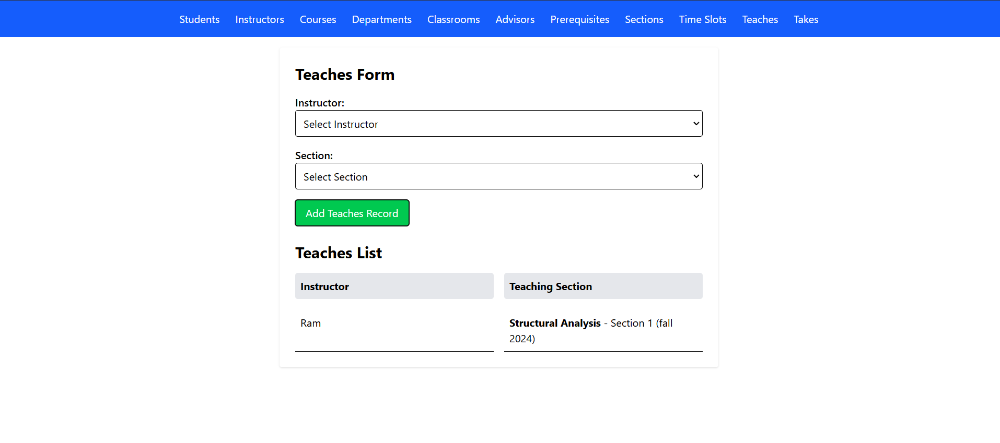 Students Instructors Courses Departments Classrooms Advisors Prerequisites Sections Time Slots Teaches Takes
Teaches Form
Instructor:
Select Instructor
Section:
Select Section
Add Teaches Record
Teaches List
Instructor Teaching Section
Ram Structural Analysis - Section 1 (fall
2024)